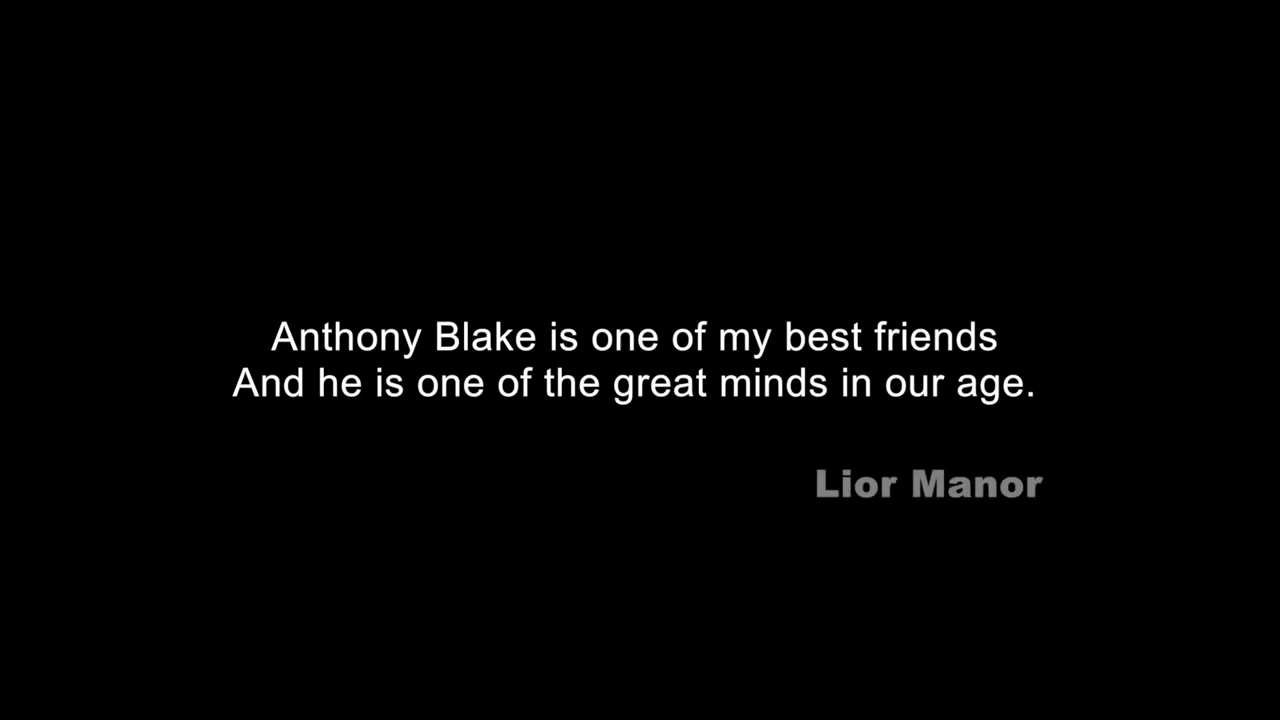 Anthony Blake is one of my best friends
And he is one of the great minds in our age.
Lior Manor